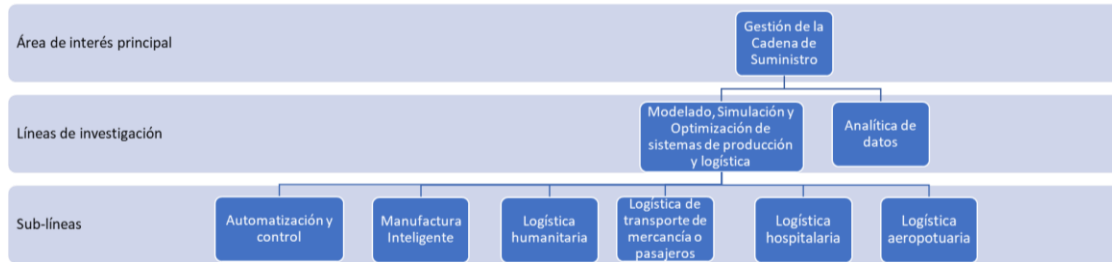 Área de interés principal
Gestión de la
Cadena de
Suministro
Líneas de investigación
Modelado, Simulación y
Optimización de
sistemas de producción
y logística
Analítica de
datos
Sub-líneas
Automatización y
control
Manufactura
Inteligente
Logística
humanitaria
Logística de
transporte de
mercancía o
pasajeros
Logística
hospitalaria
Logística
aeropotuaria